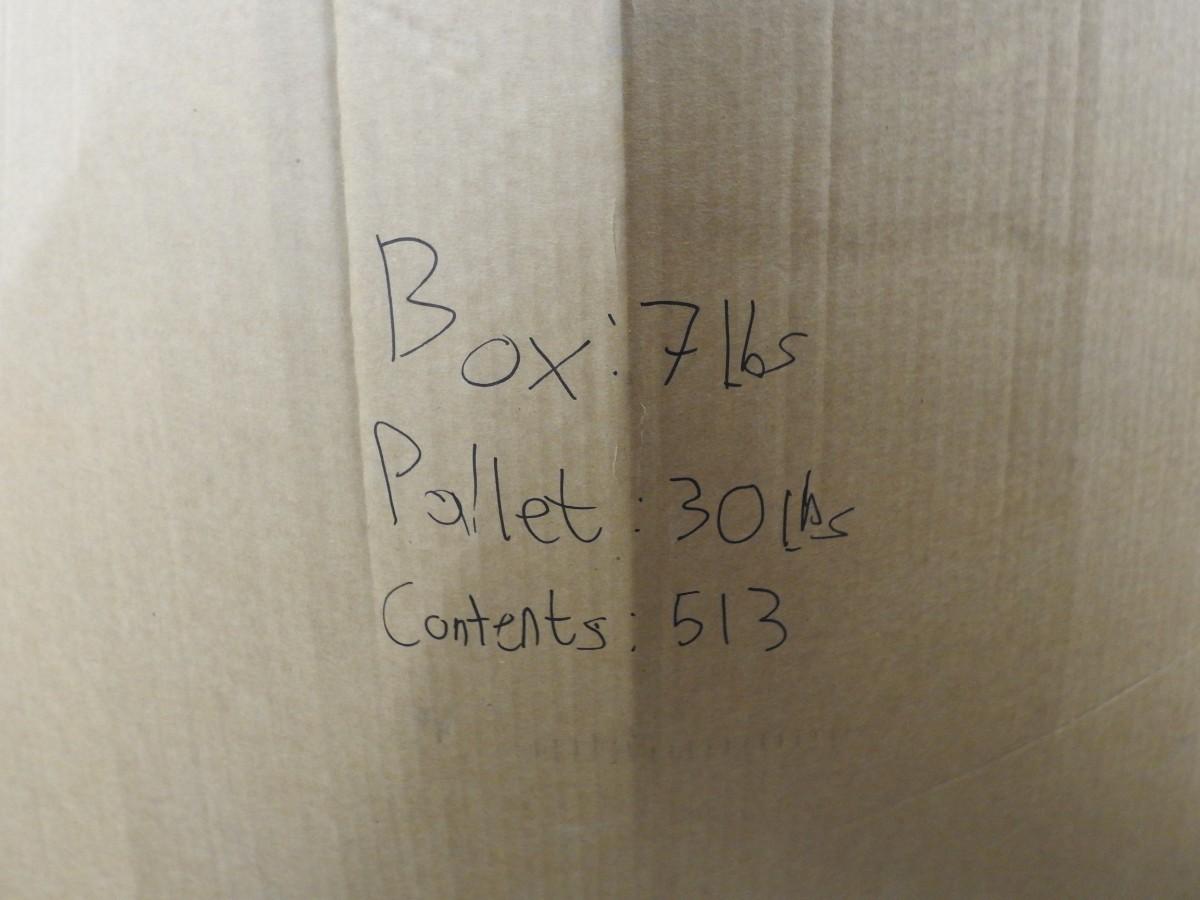 Box: 7 lbs
Pallet: 30 lbs
Contents: 513